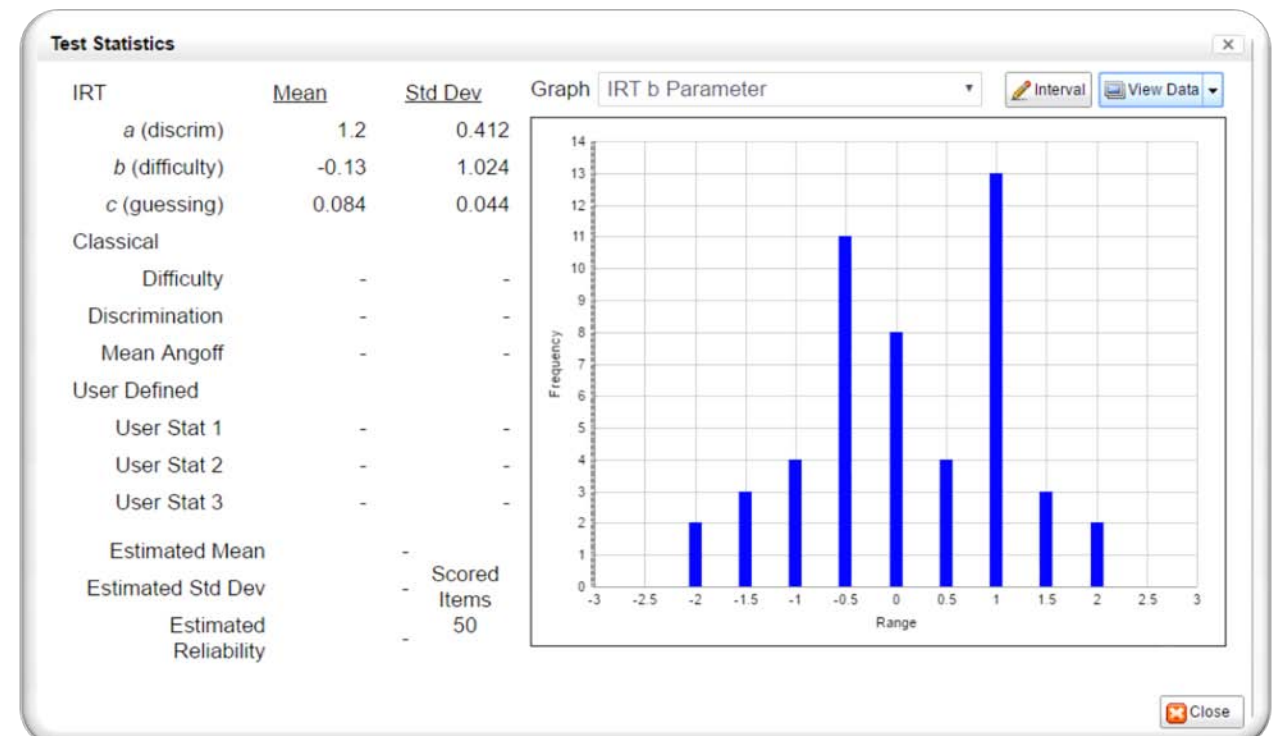 Test Statistics
IRT Mean Std Dev
a (discrim) 1.2 0.412
b (difficulty) -0.13 1.024
c (guessing) 0.084 0.044
Classical
Difficulty - -
Discrimination - -
Mean Angoff - -
User Defined
User Stat 1 - -
User Stat 2 - -
User Stat 3 - -
Estimated Mean -
Estimated Std Dev -
Estimated
Reliability -
Scored
Items
50
Graph IRT b Parameter Interval View Data
14
13
12
11
10
9
8
7
6
5
4
3
2
1
0
Frequency
-3 -2.5 -2 -1.5 -1 -0.5 0 0.5 1 1.5 2 2.5 3
Range
Close